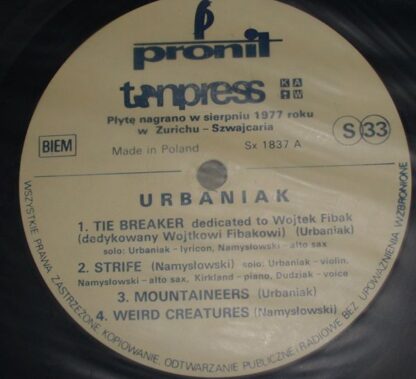 pronit
tonpress KAW
Płytę nagrano w sierpniu 1977 roku
w Zurichu - Szwajcaria
BIEM
Made in Poland
Sx 1837 A
S 33
URBANIAK
1. TIE BREAKER dedicated to Wojtek Fibak
(dedykowany Wojtkowi Fibakowi) (Urbaniak)
solo: Urbaniak - lyricon, Namysłowski - alto sax
2. STRIFE (Namysłowski) solo: Urbaniak - violin,
Namysłowski - alto sax, Kirkland - piano, Dudziak - voice
3. MOUNTAINEERS (Urbaniak)
4. WEIRD CREATURES (Namysłowski)
WSZYSTKIE PRAWA ZASTRZEŻONE KOPIOWANIE, ODTWARZANIE PUBLICZNE I RADIOWE BEZ UPOWAŻNIENIA WZBRONIONE